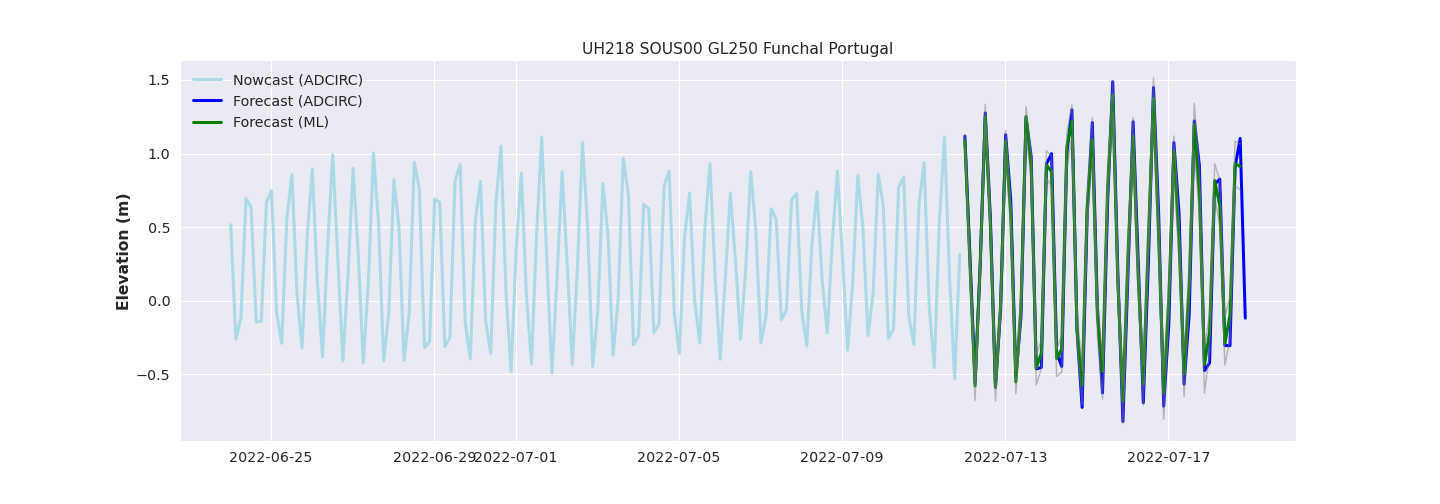 UH218 SOUS00 GL250 Funchal Portugal
Nowcast (ADCIRC)
Forecast (ADCIRC)
Forecast (ML)
Elevation (m)
1.5
1.0
0.5
0.0
−0.5
2022-06-25
2022-06-29
2022-07-01
2022-07-05
2022-07-09
2022-07-13
2022-07-17